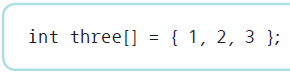 int three[] = { 1, 2, 3 };